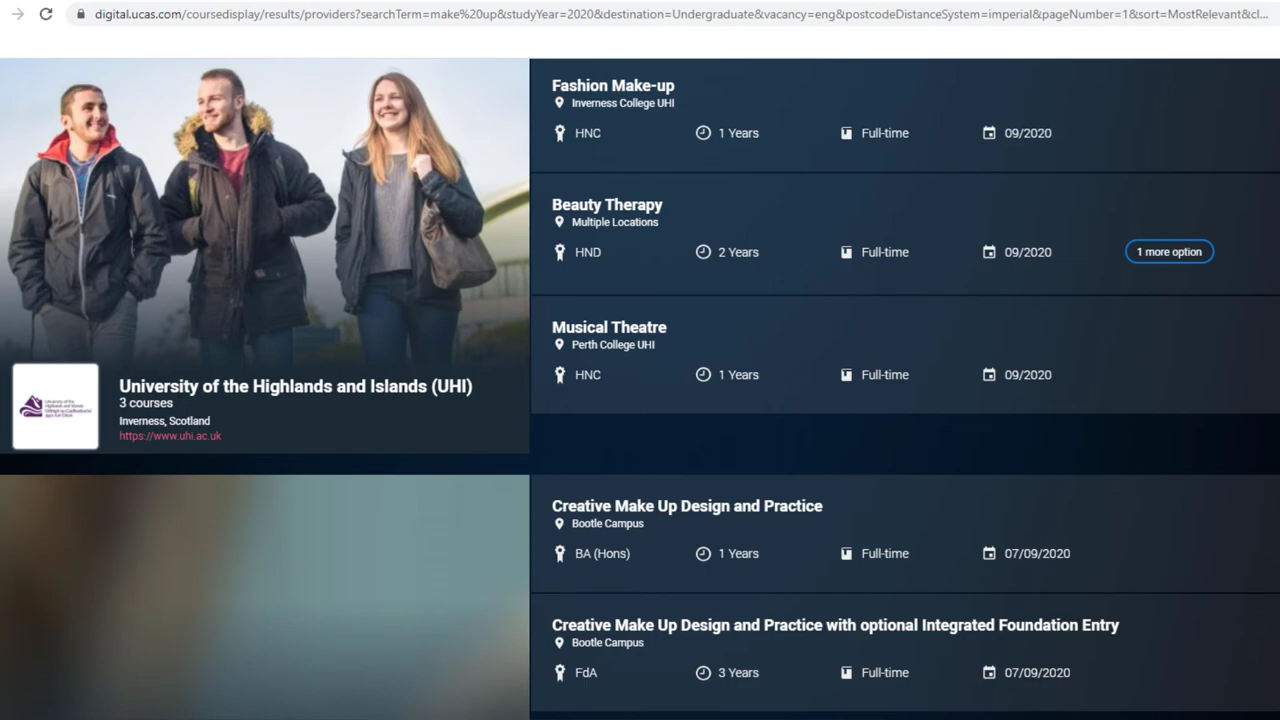 digital.ucas.com/coursedisplay/results/providers?searchTerm=make%20up&studyYear=2020&destination=Undergraduate&vacancy=eng&postcodeDistanceSystem=imperial&pageNumber=1&sort=MostRelevant&cl...
University of the Highlands and Islands (UHI)
3 courses
Inverness, Scotland
https://www.uhi.ac.uk
Fashion Make-up
Inverness College UHI
HNC 1 Years Full-time 09/2020
Beauty Therapy
Multiple Locations
HND 2 Years Full-time 09/2020 1 more option
Musical Theatre
Perth College UHI
HNC 1 Years Full-time 09/2020
Creative Make Up Design and Practice
Bootle Campus
BA (Hons) 1 Years Full-time 07/09/2020
Creative Make Up Design and Practice with optional Integrated Foundation Entry
Bootle Campus
FdA 3 Years Full-time 07/09/2020